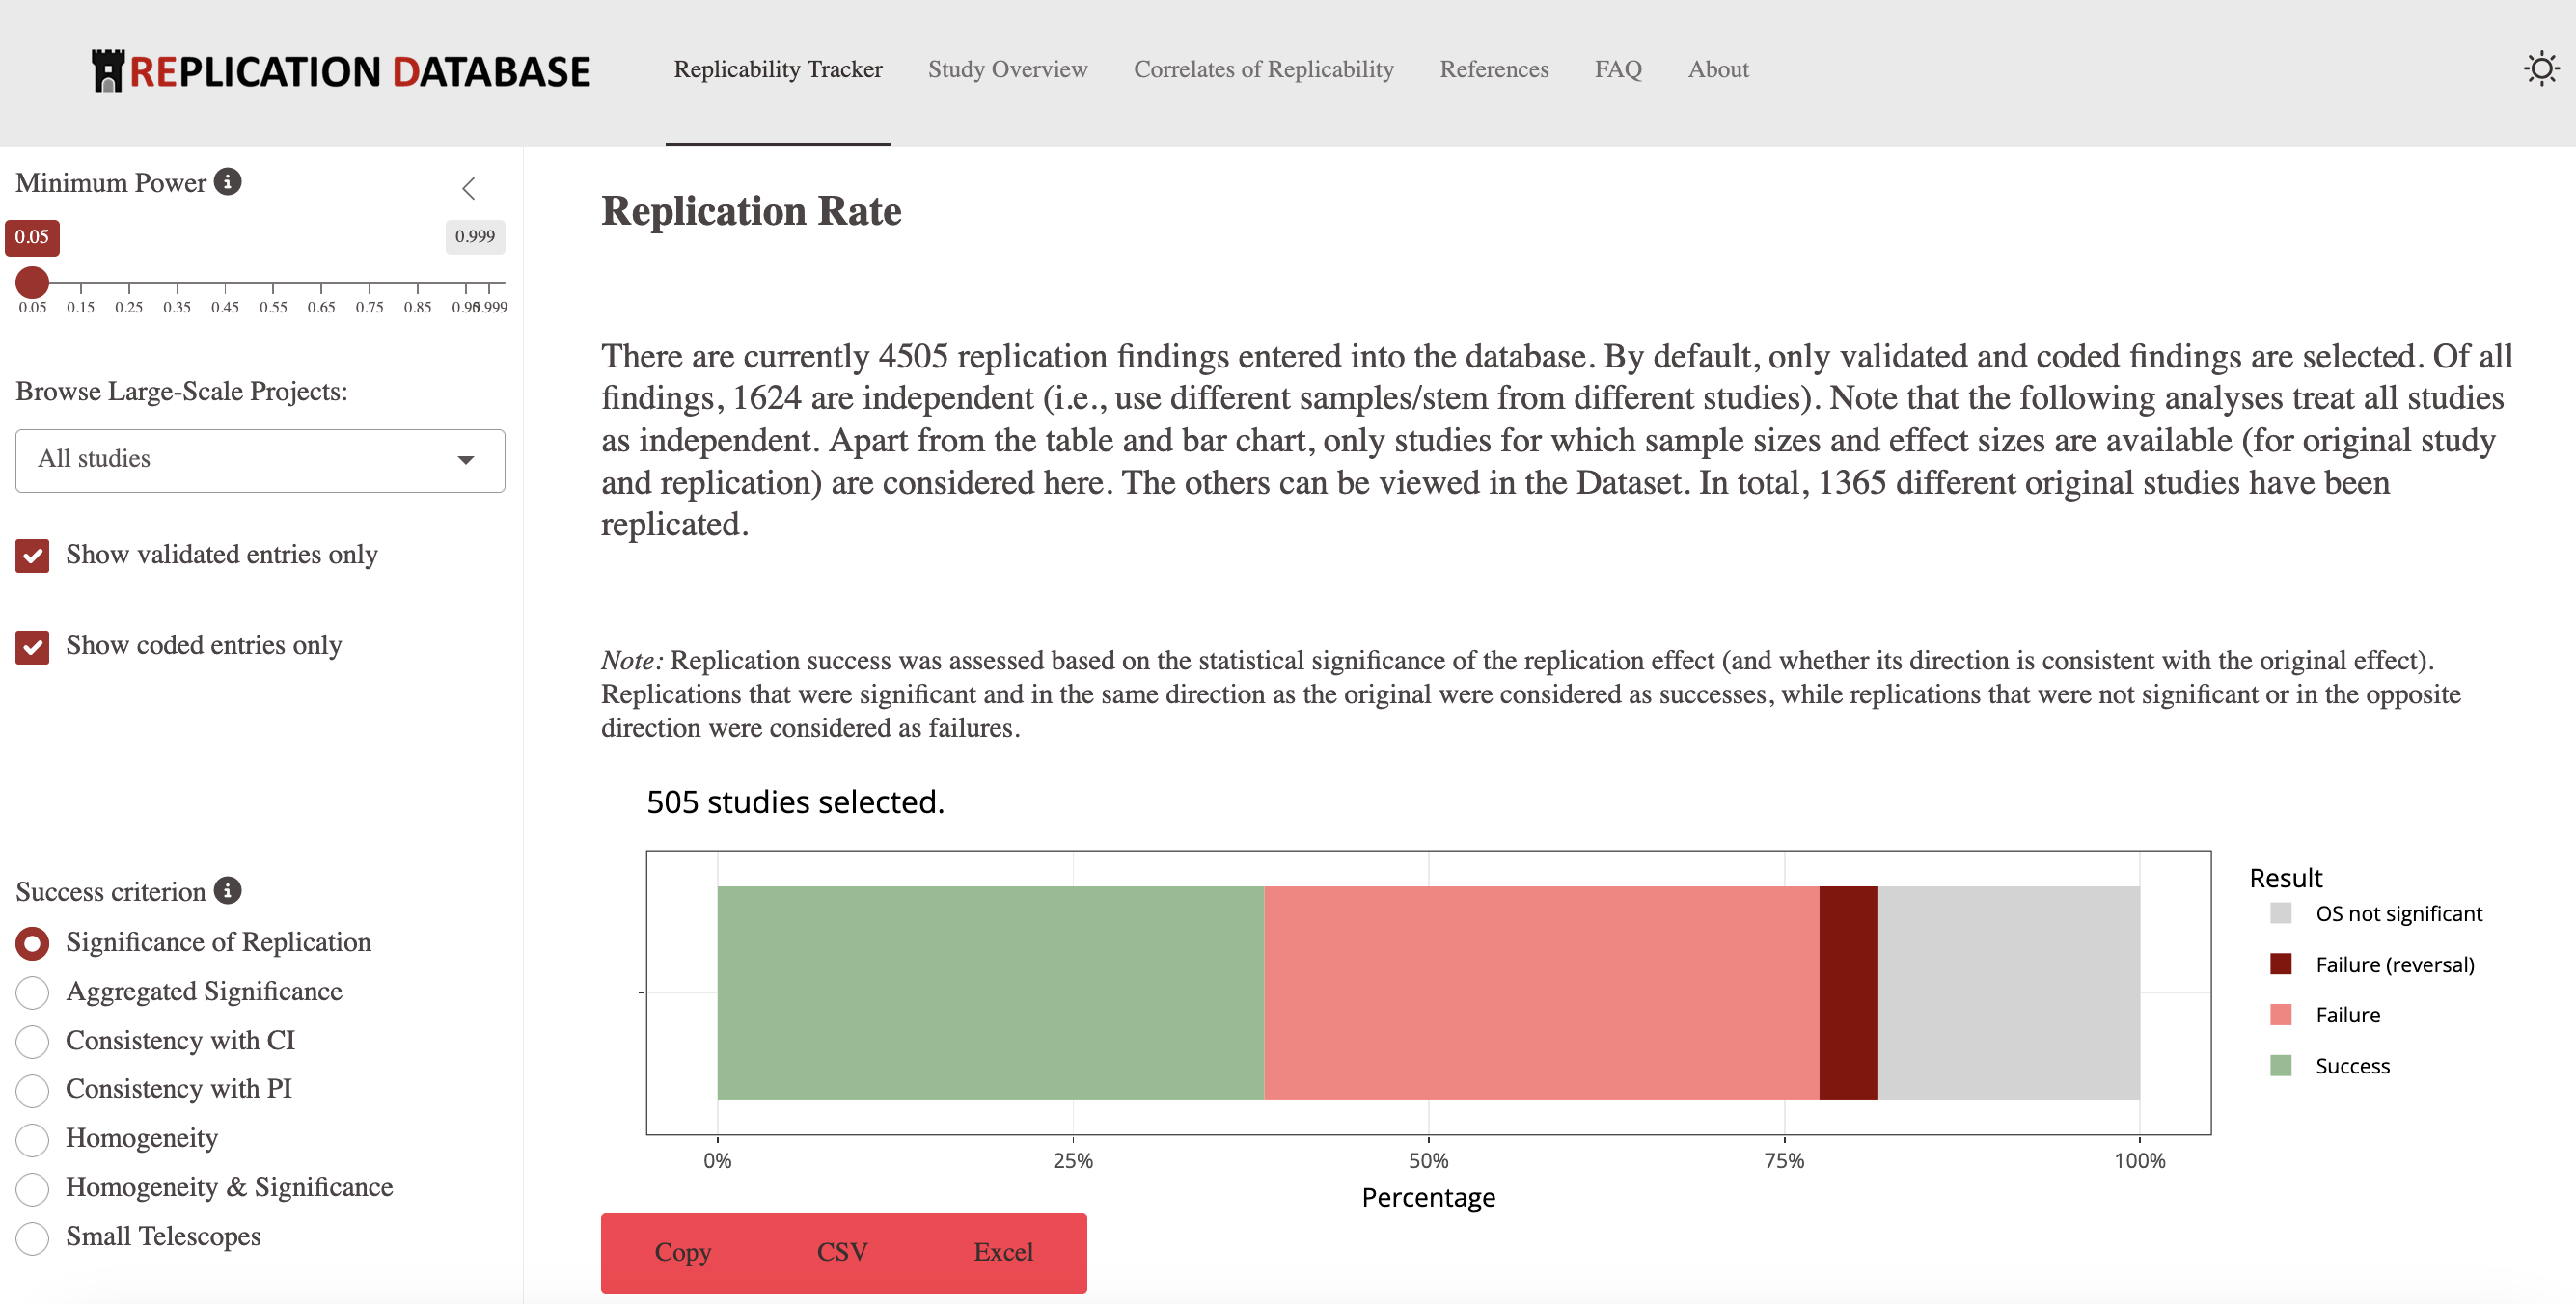 REPLICATION DATABASE
Replicability Tracker
Study Overview
Correlates of Replicability
References
FAQ
About
Minimum Power
0.05
0.999
0.05 0.15 0.25 0.35 0.45 0.55 0.65 0.75 0.85 0.95 0.999
Browse Large-Scale Projects:
All studies
Show validated entries only
Show coded entries only
Success criterion
Significance of Replication
Aggregated Significance
Consistency with CI
Consistency with PI
Homogeneity
Homogeneity & Significance
Small Telescopes
Replication Rate
There are currently 4505 replication findings entered into the database. By default, only validated and coded findings are selected. Of all
findings, 1624 are independent (i.e., use different samples/stem from different studies). Note that the following analyses treat all studies
as independent. Apart from the table and bar chart, only studies for which sample sizes and effect sizes are available (for original study
and replication) are considered here. The others can be viewed in the Dataset. In total, 1365 different original studies have been
replicated.
Note: Replication success was assessed based on the statistical significance of the replication effect (and whether its direction is consistent with the original effect).
Replications that were significant and in the same direction as the original were considered as successes, while replications that were not significant or in the opposite
direction were considered as failures.
505 studies selected.
Result
OS not significant
Failure (reversal)
Failure
Success
0% 25% 50% 75% 100%
Percentage
Copy CSV Excel